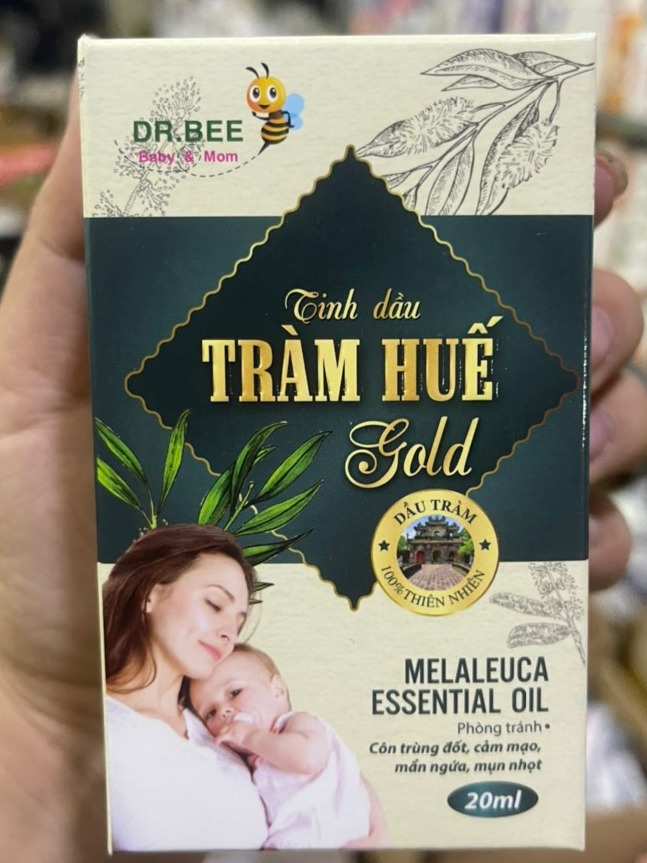 DR.BEE
Baby & Mom
Tinh dầu
TRÀM HUẾ
Gold
DẦU TRÀM
100% THIÊN NHIÊN
MELALEUCA
ESSENTIAL OIL
Phòng tránh
Côn trùng đốt, cảm mạo,
mẩn ngứa, mụn nhọt
20ml